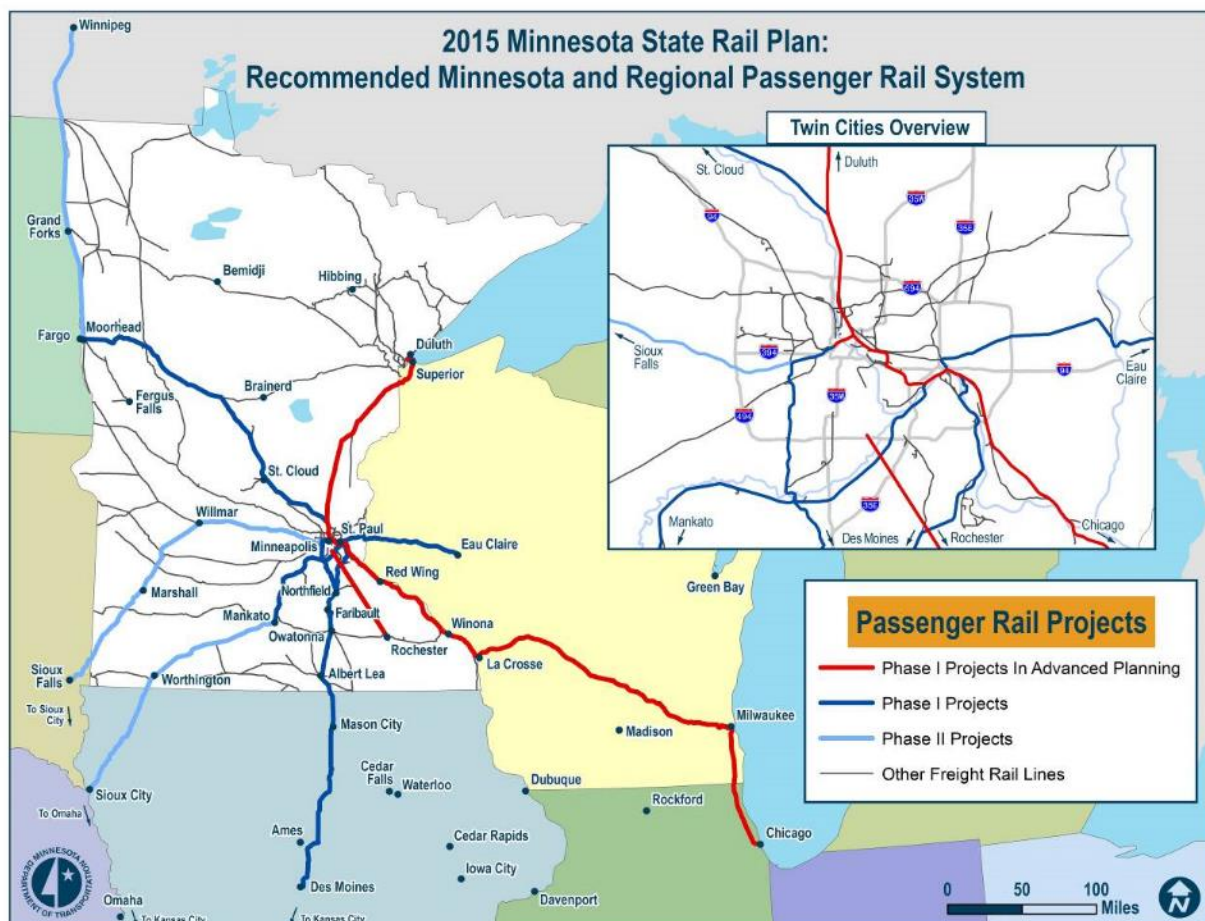 2015 Minnesota State Rail Plan:
Recommended Minnesota and Regional Passenger Rail System
Winnipeg
Grand
Forks
Bemidji
Hibbing
Fargo
Moorhead
Duluth
Superior
Fergus
Falls
Brainerd
St. Cloud
Willmar
St. Paul
Minneapolis
Eau Claire
Red Wing
Marshall
Northfield
Mankato
Faribault
Winona
Owatonna
Rochester
La Crosse
Sioux
Falls
Worthington
Albert Lea
To Sioux
City
Mason City
Green Bay
Milwaukee
Madison
Cedar
Falls
Waterloo
Dubuque
Sioux City
Rockford
To Omaha
Ames
Cedar Rapids
Chicago
Iowa City
Des Moines
Davenport
Omaha
To Kansas City
To Kansas City
MINNESOTA
DEPARTMENT OF TRANSPORTATION
Twin Cities Overview
St. Cloud
Duluth
94
35W
35E
694
Sioux
Falls
394
Eau
Claire
94
35W
494
35E
Mankato
Des Moines
Rochester
Chicago
Passenger Rail Projects
Phase I Projects In Advanced Planning
Phase I Projects
Phase II Projects
Other Freight Rail Lines
0 50 100
Miles
N